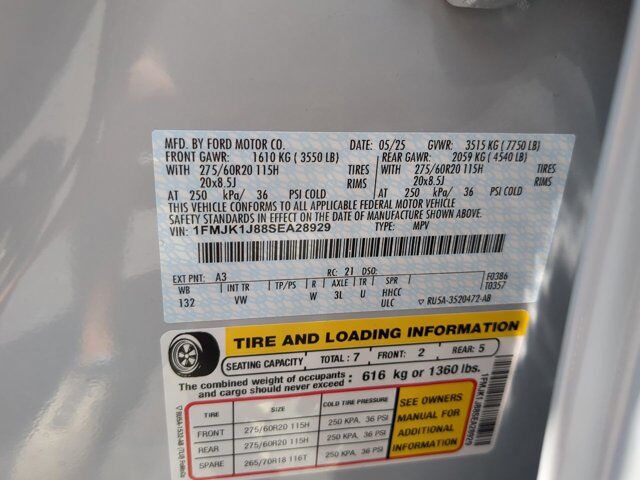 MFD. BY FORD MOTOR CO. 05/25 GVWR: 3515 KG ( 7750 LB)
FRONT GAWR: 1610 KG ( 3550 LB) REAR GAWR: 2059 KG ( 4540 LB)
WITH 275/60R20 115H TIRES WITH 275/60R20 115H TIRES
20x8.5J RIMS 20x8.5J RIMS
AT 250 kPa/ 36 PSI COLD AT 250 kPa/ 36 PSI COLD
THIS VEHICLE CONFORMS TO ALL APPLICABLE FEDERAL MOTOR VEHICLE
SAFETY STANDARDS IN EFFECT ON THE DATE OF MANUFACTURE SHOWN ABOVE.
VIN: 1FMJK1J88SEA28929 TYPE: MPV
EXT PNT: A3 RC: 21 DSO: F0386
WB INT TR TP/PS R AXLE TR SPR T0357
132 VW W 3L U HHCC
ULC RU5A-3520472-AB
TIRE AND LOADING INFORMATION
SEATING CAPACITY TOTAL : 7 FRONT: 2 REAR: 5
The combined weight of occupants and cargo should never exceed : 616 kg or 1360 lbs.
TIRE SIZE COLD TIRE PRESSURE
FRONT 275/60R20 115H 250 KPA, 36 PSI
REAR 275/60R20 115H 250 KPA, 36 PSI
SPARE 265/70R18 116T 250 KPA, 36 PSI
SEE OWNERS
MANUAL FOR
ADDITIONAL
INFORMATION
1FMJK1J88SEA28929